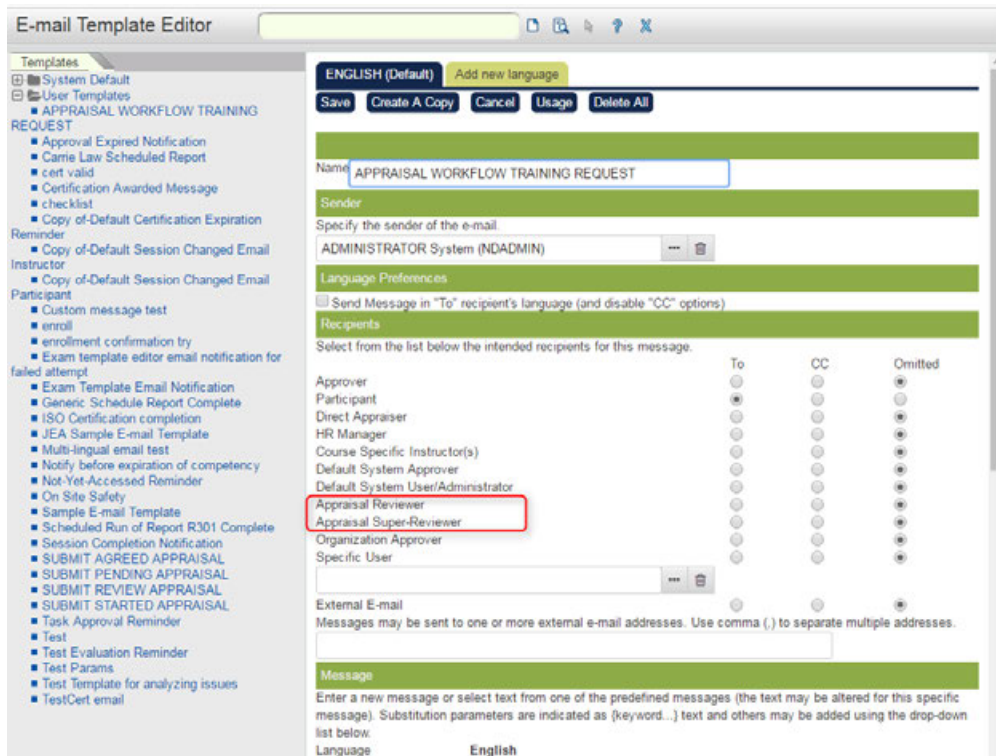 E-mail Template Editor
Templates
System Default
User Templates
APPRAISAL WORKFLOW TRAINING
REQUEST
Approval Expired Notification
Carrie Law Scheduled Report
cert valid
Certification Awarded Message
checklist
Copy of-Default Certification Expiration
Reminder
Copy of-Default Session Changed Email
Instructor
Copy of-Default Session Changed Email
Participant
Custom message test
enroll
enrollment confirmation try
Exam template editor email notification for
failed attempt
Exam Template Email Notification
Generic Schedule Report Complete
ISO Certification completion
JEA Sample E-mail Template
Multi-lingual email test
Notify before expiration of competency
Not-Yet-Accessed Reminder
On Site Safety
Sample E-mail Template
Scheduled Run of Report R301 Complete
Session Completion Notification
SUBMIT AGREED APPRAISAL
SUBMIT PENDING APPRAISAL
SUBMIT REVIEW APPRAISAL
SUBMIT STARTED APPRAISAL
Task Approval Reminder
Test
Test Evaluation Reminder
Test Params
Test Template for analyzing issues
TestCert email
ENGLISH (Default) Add new language
Save Create A Copy Cancel Usage Delete All
Name APPRAISAL WORKFLOW TRAINING REQUEST
Sender
Specify the sender of the e-mail.
ADMINISTRATOR System (NDADMIN) ...
Language Preferences
Send Message in "To" recipient's language (and disable "CC" options)
Recipients
Select from the list below the intended recipients for this message.
To CC Omitted
Approver
Participant
Direct Appraiser
HR Manager
Course Specific Instructor(s)
Default System Approver
Default System User/Administrator
Appraisal Reviewer
Appraisal Super-Reviewer
Organization Approver
Specific User
...
External E-mail
Messages may be sent to one or more external e-mail addresses. Use comma (,) to separate multiple addresses.
Message
Enter a new message or select text from one of the predefined messages (the text may be altered for this specific
message). Substitution parameters are indicated as {keyword...} text and others may be added using the drop-down
list below.
Language English